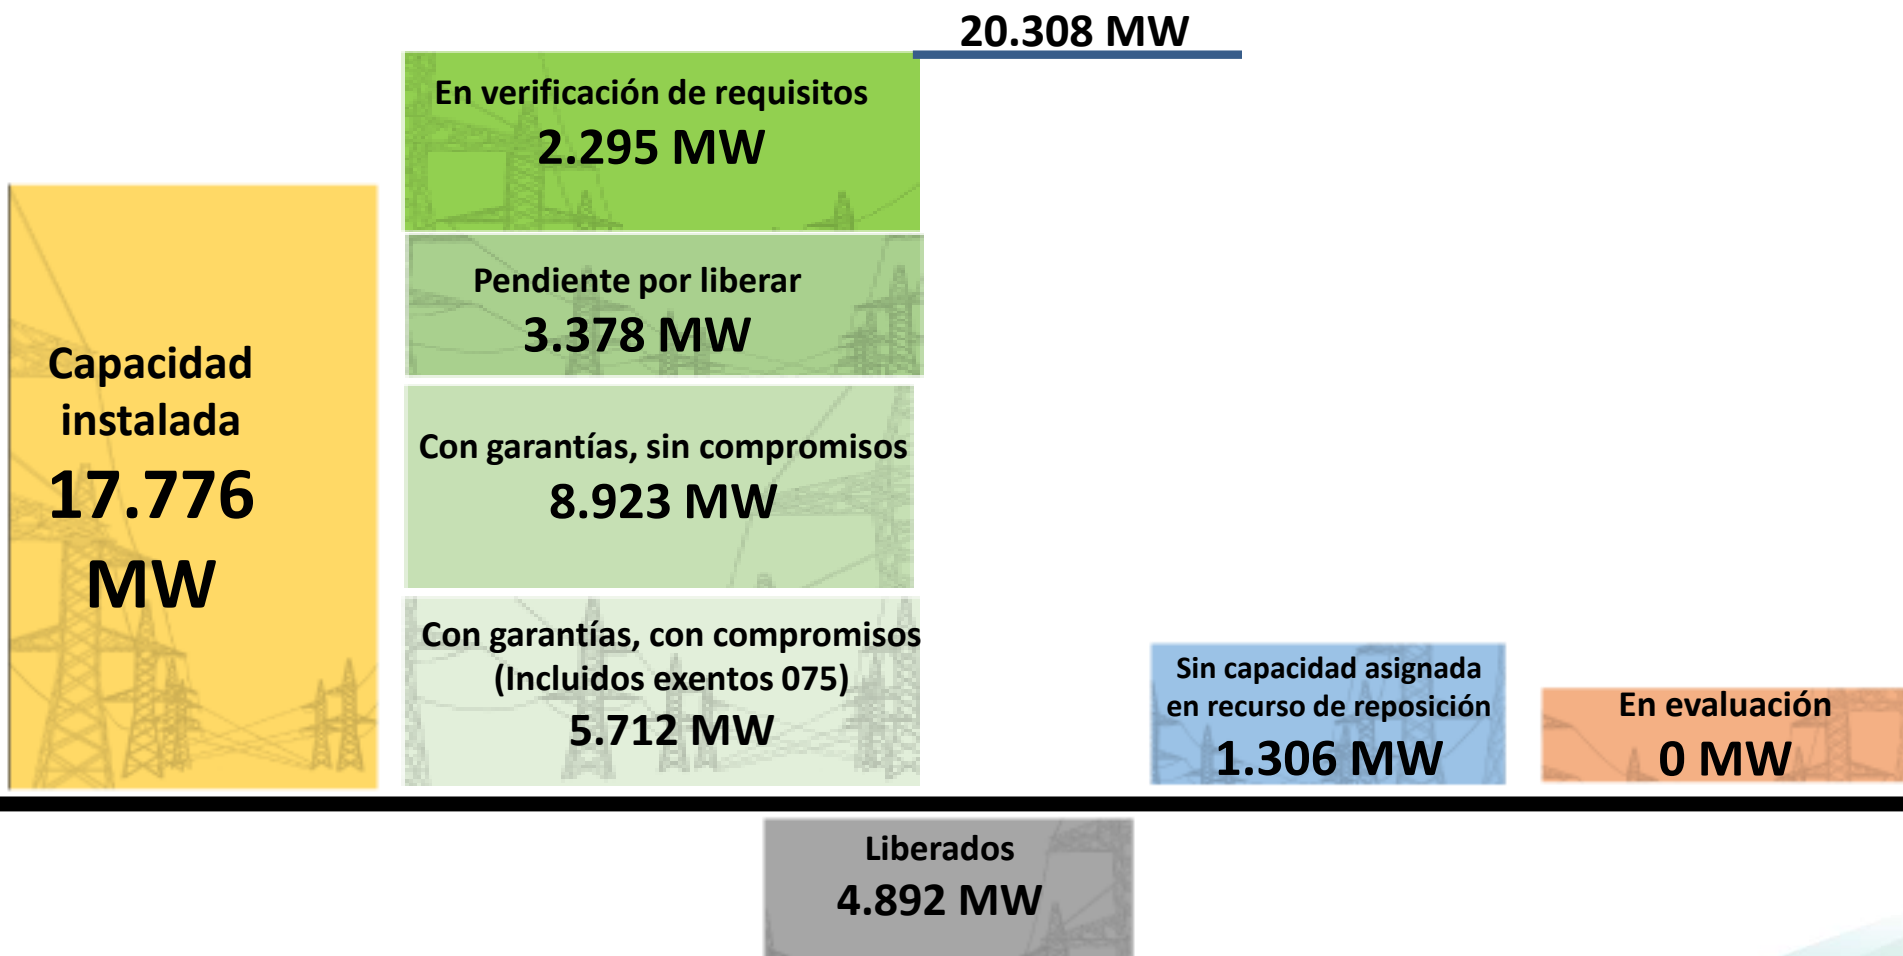 20.308 MW
En verificación de requisitos
2.295 MW
Pendiente por liberar
3.378 MW
Capacidad
instalada
17.776
MW
Con garantías, sin compromisos
8.923 MW
Con garantías, con compromisos
(Incluidos exentos 075)
5.712 MW
Sin capacidad asignada
en recurso de reposición
1.306 MW
En evaluación
0 MW
Liberados
4.892 MW